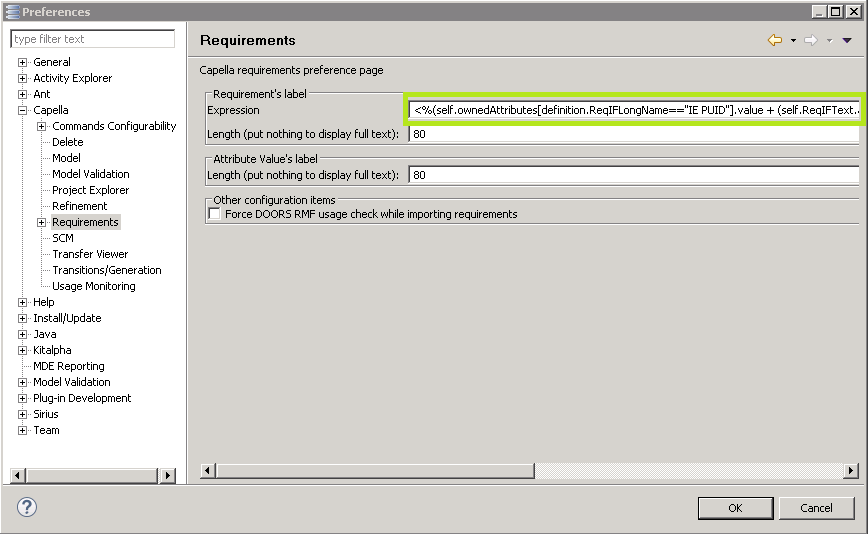 Preferences
type filter text
General
Activity Explorer
Ant
Capella
Commands Configurability
Delete
Model
Model Validation
Project Explorer
Refinement
Requirements
SCM
Transfer Viewer
Transitions/Generation
Usage Monitoring
Help
Install/Update
Java
Kitalpha
MDE Reporting
Model Validation
Plug-in Development
Sirius
Team
Requirements
Capella requirements preference page
Requirement's label
Expression <%(self.ownedAttributes[definition.ReqIFLongName=="IE PUID"].value + (self.ReqIFText.
Length (put nothing to display full text): 80
Attribute Value's label
Length (put nothing to display full text): 80
Other configuration items
Force DOORS RMF usage check while importing requirements
?
OK Cancel